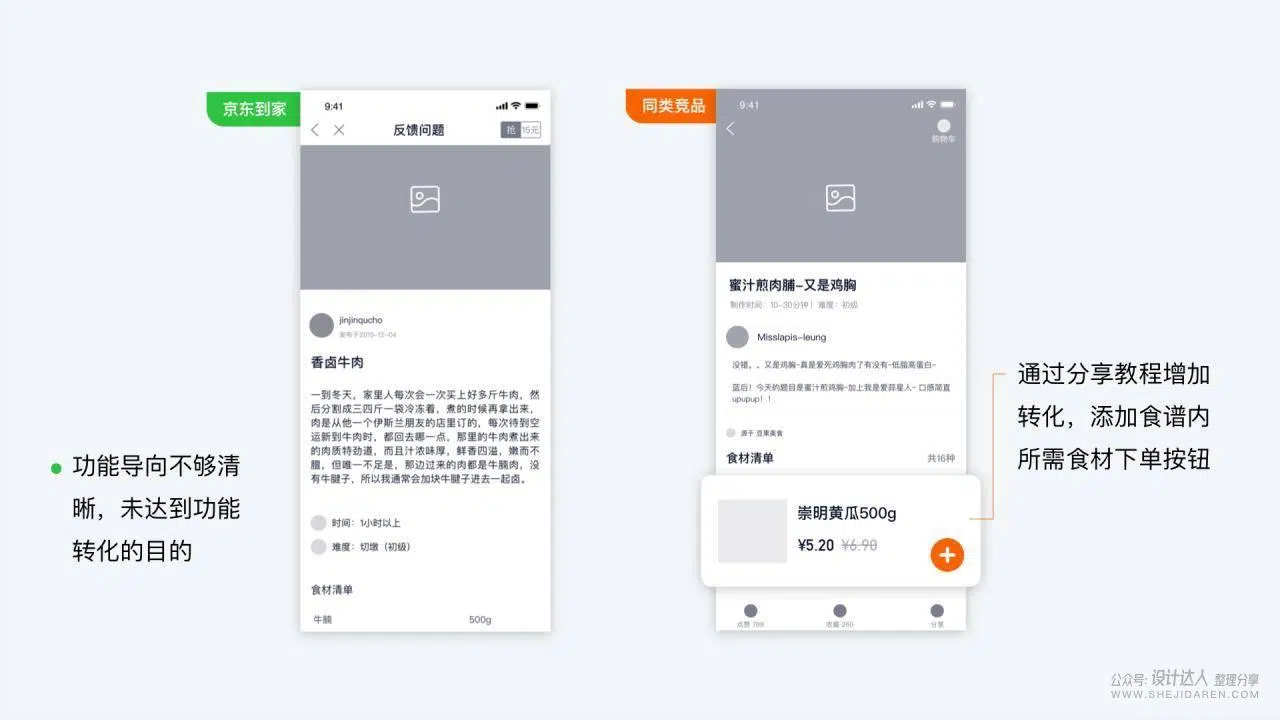 京东到家
9:41
反馈问题
抢 15元
jinjinqucho
发布于2015-12-04
香卤牛肉
一到冬天，家里人每次会一次买上好多斤牛肉，然
后分割成三四斤一袋冷冻着，煮的时候再拿出来，
肉是从他一个伊斯兰朋友的店里订的，每次待到空
运新到牛肉时，都回去哪一点，那里的牛肉煮出来
的肉质特劲道，而且汁浓味厚，鲜香四溢，嫩而不
膻，但唯一不足是，那边过来的肉都是牛腩肉，没
有牛腱子，所以我通常会加块牛腱子进去一起卤。
时间：1小时以上
难度：切墩（初级）
食材清单
牛腩 500g
功能导向不够清
晰，未达到功能
转化的目的
同类竞品
9:41
购物车
蜜汁煎肉脯-又是鸡胸
制作时间：10-30分钟 | 难度：初级
Misslapis-leung
没错，。又是鸡胸-真是爱死鸡胸肉了有没有-低脂高蛋白-
蓝后！今天的题目是蜜汁煎鸡胸-加上我是爱蒜星人- 口感简直
upupup！！
源于 豆果美食
食材清单 共16种
崇明黄瓜500g
¥5.20 ¥6.90
点赞 789 收藏 260 分享
通过分享教程增加
转化，添加食谱内
所需食材下单按钮
公众号: 设计达人 整理分享
WWW.SHEJIDAREN.COM